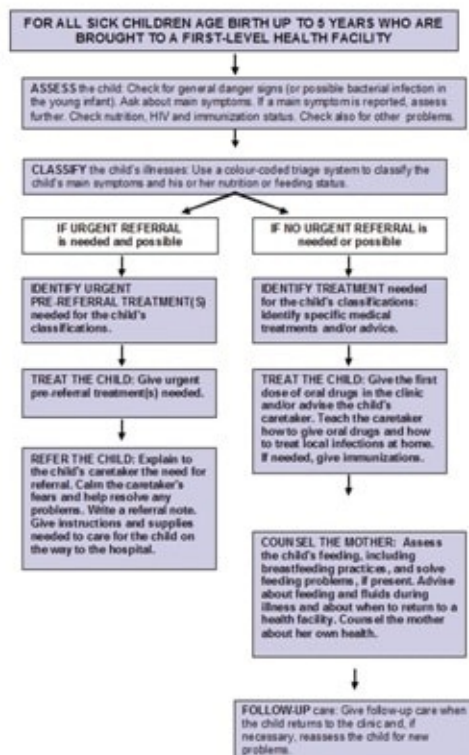 FOR ALL SICK CHILDREN AGE BIRTH UP TO 5 YEARS WHO ARE
BROUGHT TO A FIRST-LEVEL HEALTH FACILITY
ASSESS the child: Check for general danger signs (or possible bacterial infection in
the young infant). Ask about main symptoms. If a main symptom is reported, assess
further. Check nutrition, HIV and immunization status. Check also for other problems.
CLASSIFY the child's illnesses: Use a colour-coded triage system to classify the
child's main symptoms and his or her nutrition or feeding status.
IF URGENT REFERRAL
is needed and possible
IDENTIFY URGENT
PRE-REFERRAL TREATMENT(S)
needed for the child's
classifications.
TREAT THE CHILD: Give urgent
pre-referral treatment(s) needed.
REFER THE CHILD: Explain to
the child's caretaker the need for
referral. Calm the caretaker's
fears and help resolve any
problems. Write a referral note.
Give instructions and supplies
needed to care for the child on
the way to the hospital.
IF NO URGENT REFERRAL is
needed or possible
IDENTIFY TREATMENT needed
for the child's classifications:
Identify specific medical
treatments and/or advice.
TREAT THE CHILD: Give the first
dose of oral drugs in the clinic
and/or advise the child's
caretaker. Teach the caretaker
how to give oral drugs and how
to treat local infections at home.
If needed, give immunizations.
COUNSEL THE MOTHER: Assess
the child's feeding, including
breastfeeding practices, and solve
feeding problems, if present. Advise
about feeding and fluids during
illness and about when to return to a
health facility. Counsel the mother
about her own health.
FOLLOW-UP care: Give follow-up care when
the child returns to the clinic and, if
necessary, reassess the child for new
problems.